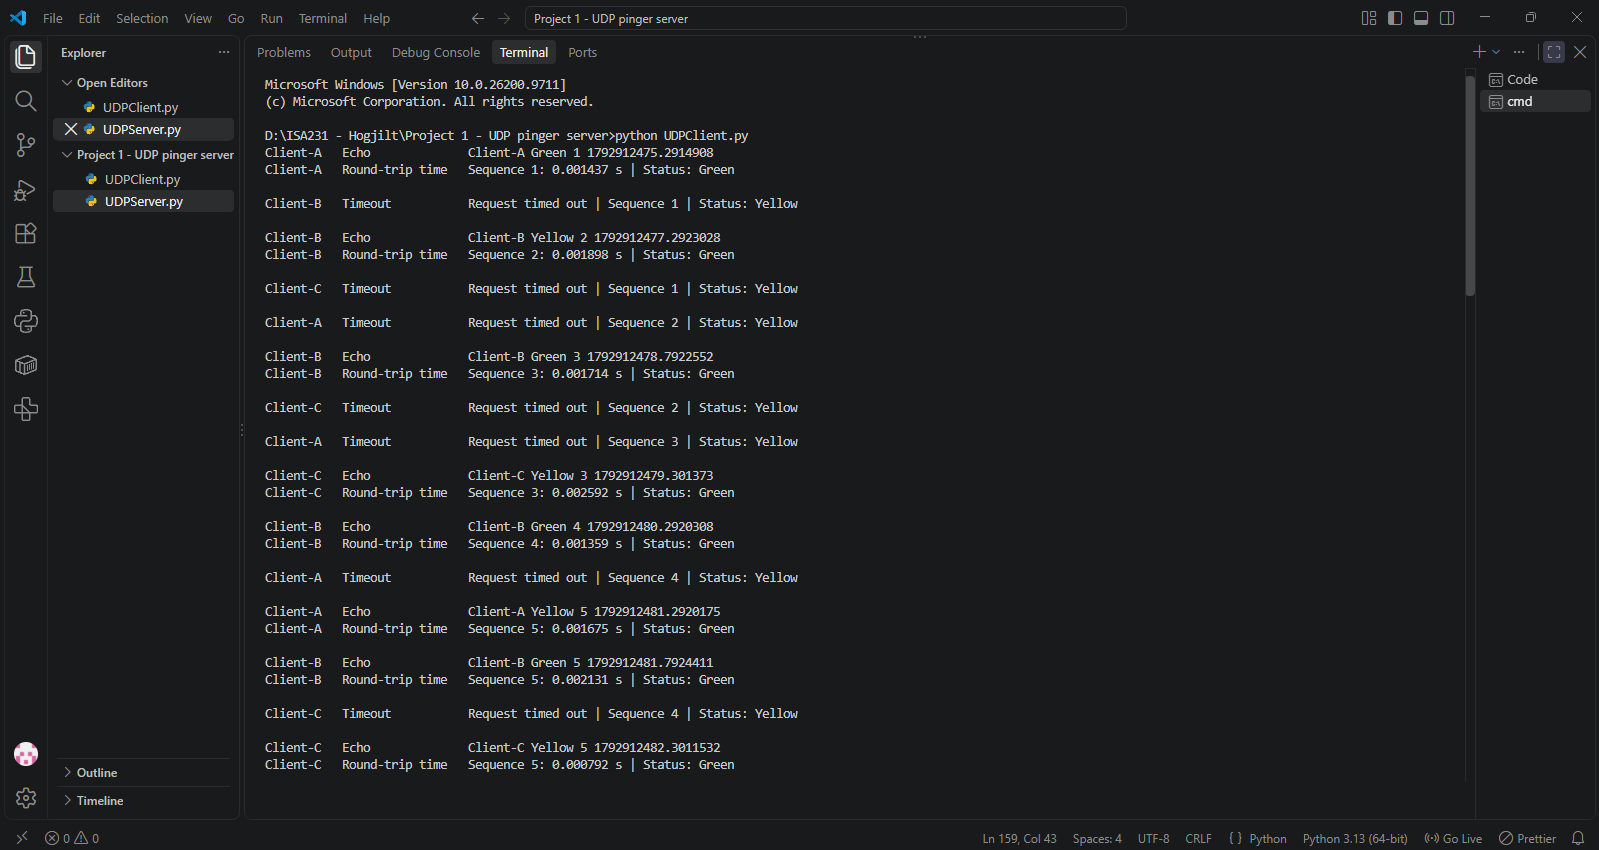 File Edit Selection View Go Run Terminal Help
Project 1 - UDP pinger server
Explorer
Open Editors
UDPClient.py
UDPServer.py
Project 1 - UDP pinger server
UDPClient.py
UDPServer.py
Outline
Timeline
Problems Output Debug Console Terminal Ports
Microsoft Windows [Version 10.0.26200.9711]
(c) Microsoft Corporation. All rights reserved.
D:\ISA231 - Hogjilt\Project 1 - UDP pinger server>python UDPClient.py
Client-A Echo Client-A Green 1 1792912475.2914908
Client-A Round-trip time Sequence 1: 0.001437 s | Status: Green
Client-B Timeout Request timed out | Sequence 1 | Status: Yellow
Client-B Echo Client-B Yellow 2 1792912477.2923028
Client-B Round-trip time Sequence 2: 0.001898 s | Status: Green
Client-C Timeout Request timed out | Sequence 1 | Status: Yellow
Client-A Timeout Request timed out | Sequence 2 | Status: Yellow
Client-B Echo Client-B Green 3 1792912478.7922552
Client-B Round-trip time Sequence 3: 0.001714 s | Status: Green
Client-C Timeout Request timed out | Sequence 2 | Status: Yellow
Client-A Timeout Request timed out | Sequence 3 | Status: Yellow
Client-C Echo Client-C Yellow 3 1792912479.301373
Client-C Round-trip time Sequence 3: 0.002592 s | Status: Green
Client-B Echo Client-B Green 4 1792912480.2920308
Client-B Round-trip time Sequence 4: 0.001359 s | Status: Green
Client-A Timeout Request timed out | Sequence 4 | Status: Yellow
Client-A Echo Client-A Yellow 5 1792912481.2920175
Client-A Round-trip time Sequence 5: 0.001675 s | Status: Green
Client-B Echo Client-B Green 5 1792912481.7924411
Client-B Round-trip time Sequence 5: 0.002131 s | Status: Green
Client-C Timeout Request timed out | Sequence 4 | Status: Yellow
Client-C Echo Client-C Yellow 5 1792912482.3011532
Client-C Round-trip time Sequence 5: 0.000792 s | Status: Green
Code
cmd
0 0
Ln 159, Col 43 Spaces: 4 UTF-8 CRLF { } Python Python 3.13 (64-bit) Go Live Prettier